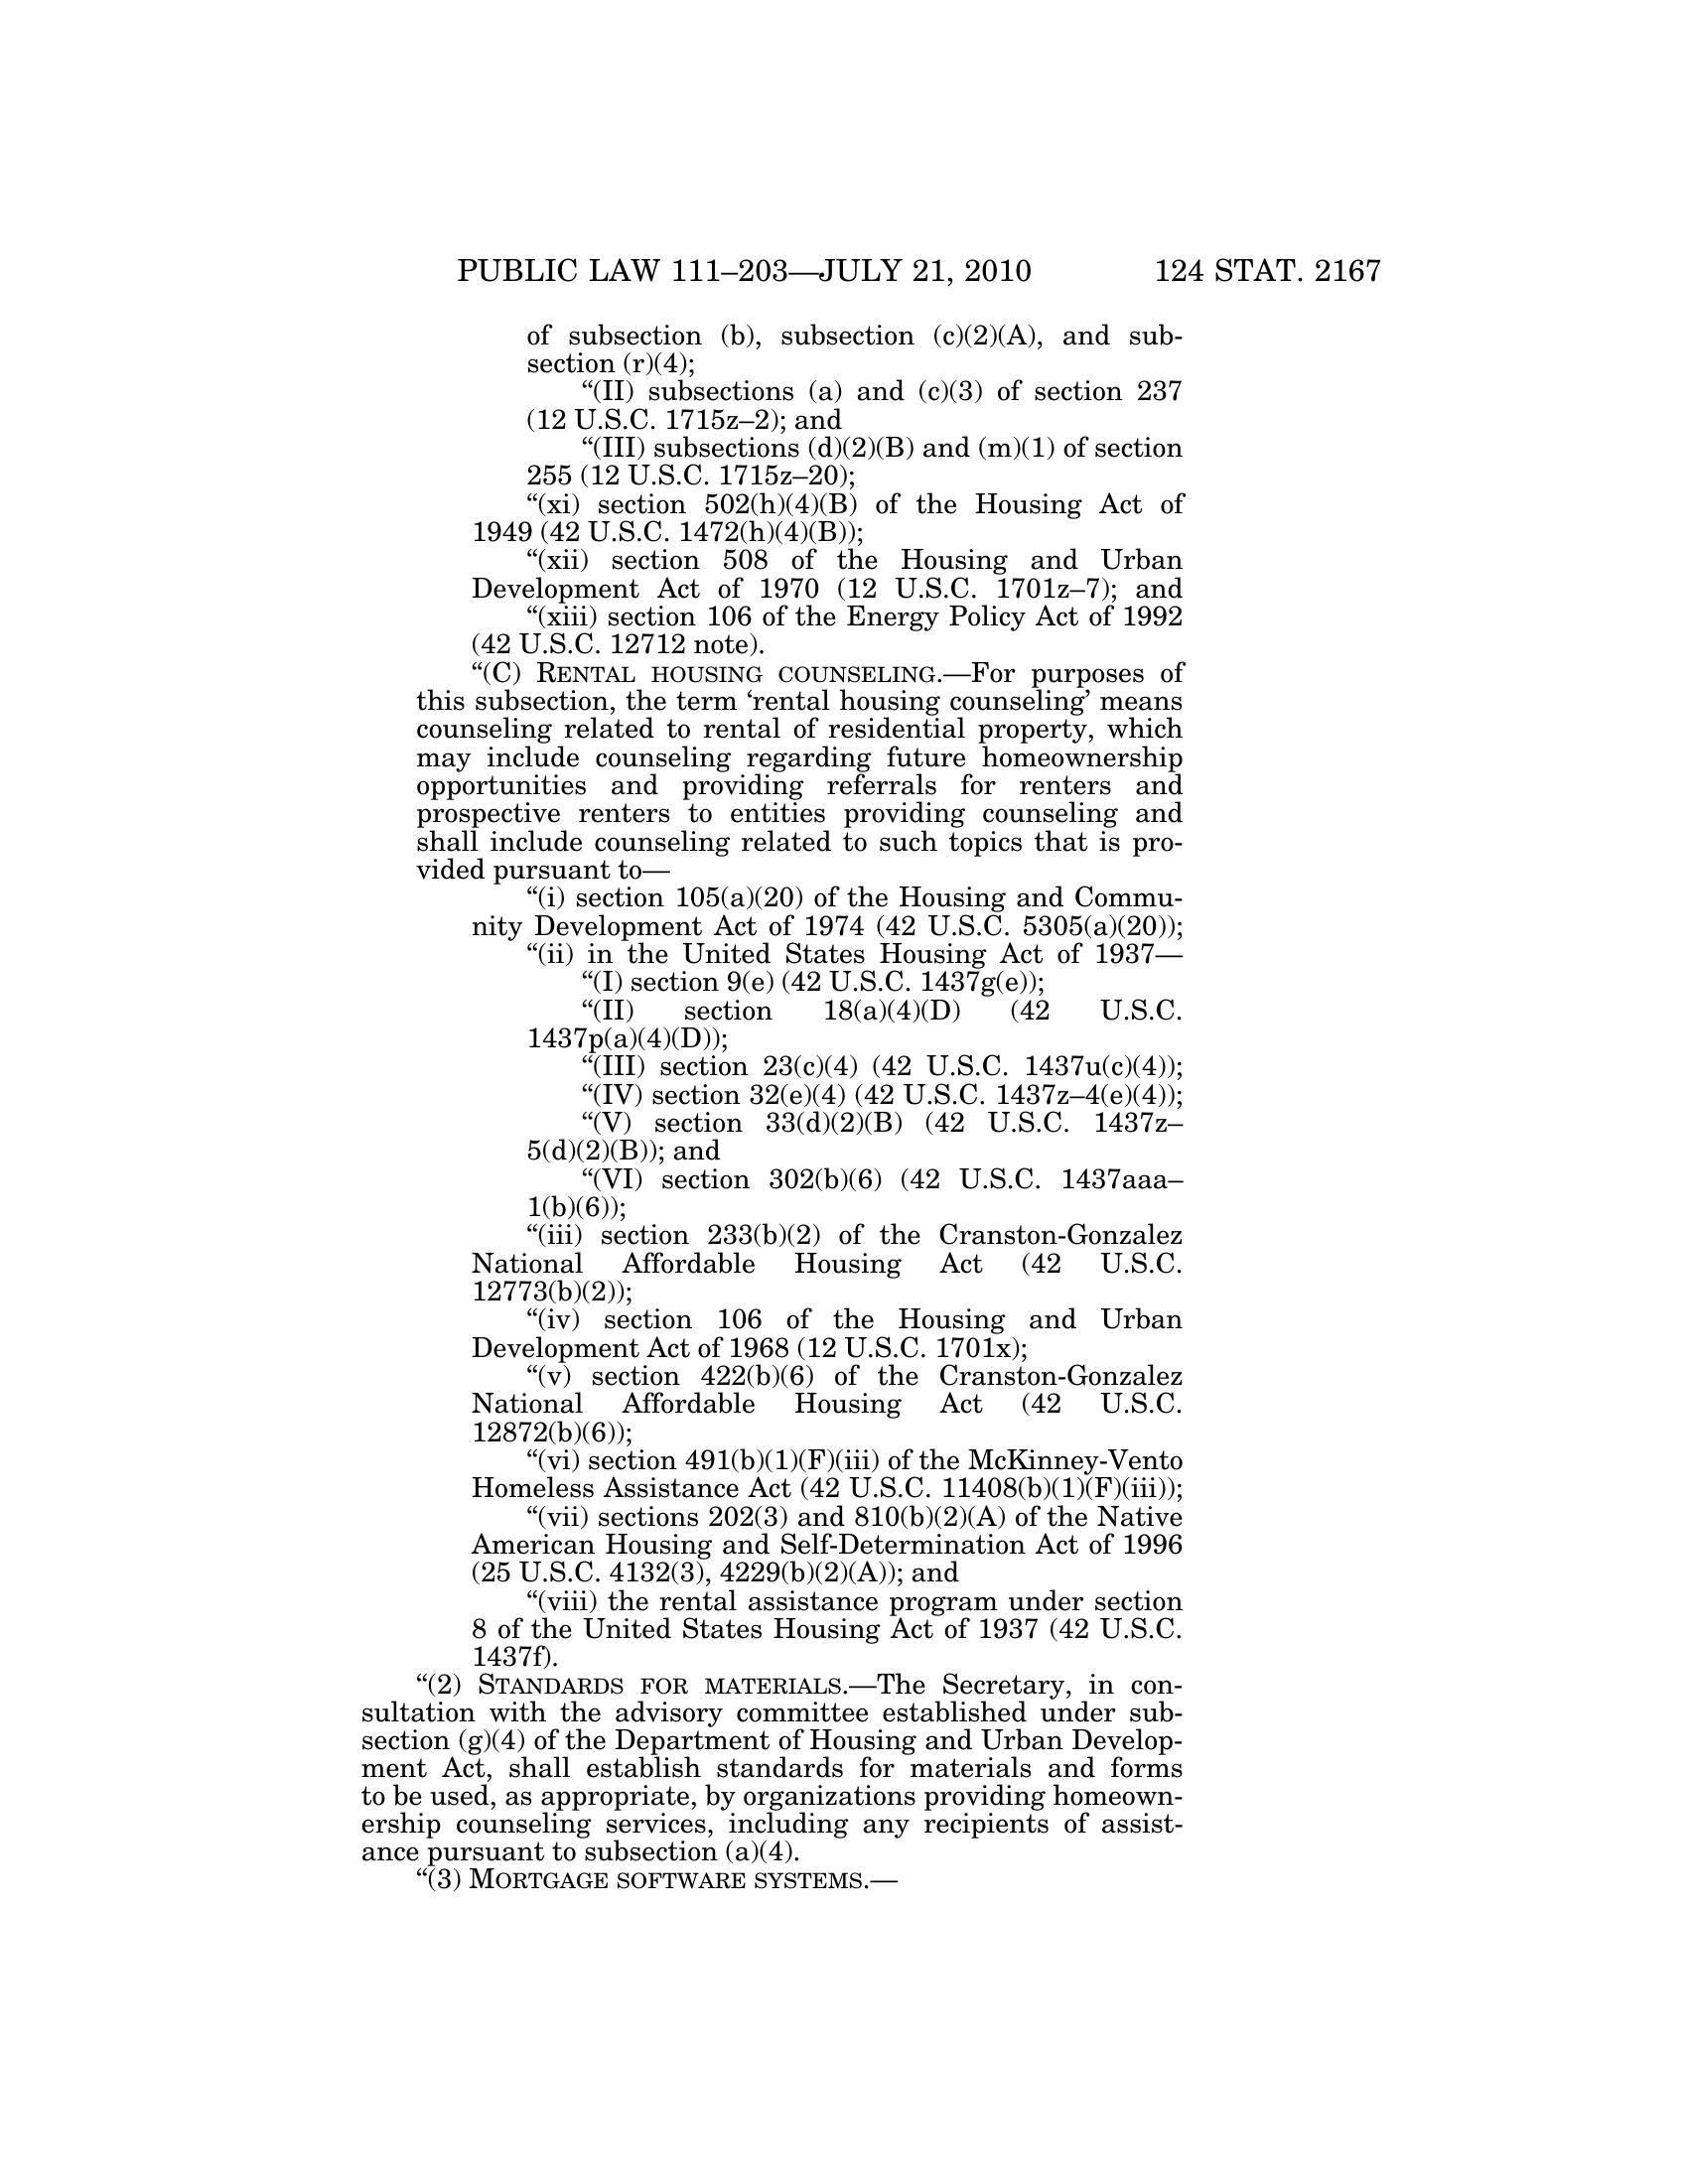 PUBLIC LAW 111–203—JULY 21, 2010 124 STAT. 2167
of subsection (b), subsection (c)(2)(A), and sub-
section (r)(4);
“(II) subsections (a) and (c)(3) of section 237
(12 U.S.C. 1715z–2); and
“(III) subsections (d)(2)(B) and (m)(1) of section
255 (12 U.S.C. 1715z–20);
“(xi) section 502(h)(4)(B) of the Housing Act of
1949 (42 U.S.C. 1472(h)(4)(B));
“(xii) section 508 of the Housing and Urban
Development Act of 1970 (12 U.S.C. 1701z–7); and
“(xiii) section 106 of the Energy Policy Act of 1992
(42 U.S.C. 12712 note).
“(C) RENTAL HOUSING COUNSELING.—For purposes of
this subsection, the term ‘rental housing counseling’ means
counseling related to rental of residential property, which
may include counseling regarding future homeownership
opportunities and providing referrals for renters and
prospective renters to entities providing counseling and
shall include counseling related to such topics that is pro-
vided pursuant to—
“(i) section 105(a)(20) of the Housing and Commu-
nity Development Act of 1974 (42 U.S.C. 5305(a)(20));
“(ii) in the United States Housing Act of 1937—
“(I) section 9(e) (42 U.S.C. 1437g(e));
“(II) section 18(a)(4)(D) (42 U.S.C.
1437p(a)(4)(D));
“(III) section 23(c)(4) (42 U.S.C. 1437u(c)(4));
“(IV) section 32(e)(4) (42 U.S.C. 1437z–4(e)(4));
“(V) section 33(d)(2)(B) (42 U.S.C. 1437z–
5(d)(2)(B)); and
“(VI) section 302(b)(6) (42 U.S.C. 1437aaa–
1(b)(6));
“(iii) section 233(b)(2) of the Cranston-Gonzalez
National Affordable Housing Act (42 U.S.C.
12773(b)(2));
“(iv) section 106 of the Housing and Urban
Development Act of 1968 (12 U.S.C. 1701x);
“(v) section 422(b)(6) of the Cranston-Gonzalez
National Affordable Housing Act (42 U.S.C.
12872(b)(6));
“(vi) section 491(b)(1)(F)(iii) of the McKinney-Vento
Homeless Assistance Act (42 U.S.C. 11408(b)(1)(F)(iii));
“(vii) sections 202(3) and 810(b)(2)(A) of the Native
American Housing and Self-Determination Act of 1996
(25 U.S.C. 4132(3), 4229(b)(2)(A)); and
“(viii) the rental assistance program under section
8 of the United States Housing Act of 1937 (42 U.S.C.
1437f).
“(2) STANDARDS FOR MATERIALS.—The Secretary, in con-
sultation with the advisory committee established under sub-
section (g)(4) of the Department of Housing and Urban Develop-
ment Act, shall establish standards for materials and forms
to be used, as appropriate, by organizations providing homeown-
ership counseling services, including any recipients of assist-
ance pursuant to subsection (a)(4).
“(3) MORTGAGE SOFTWARE SYSTEMS.—